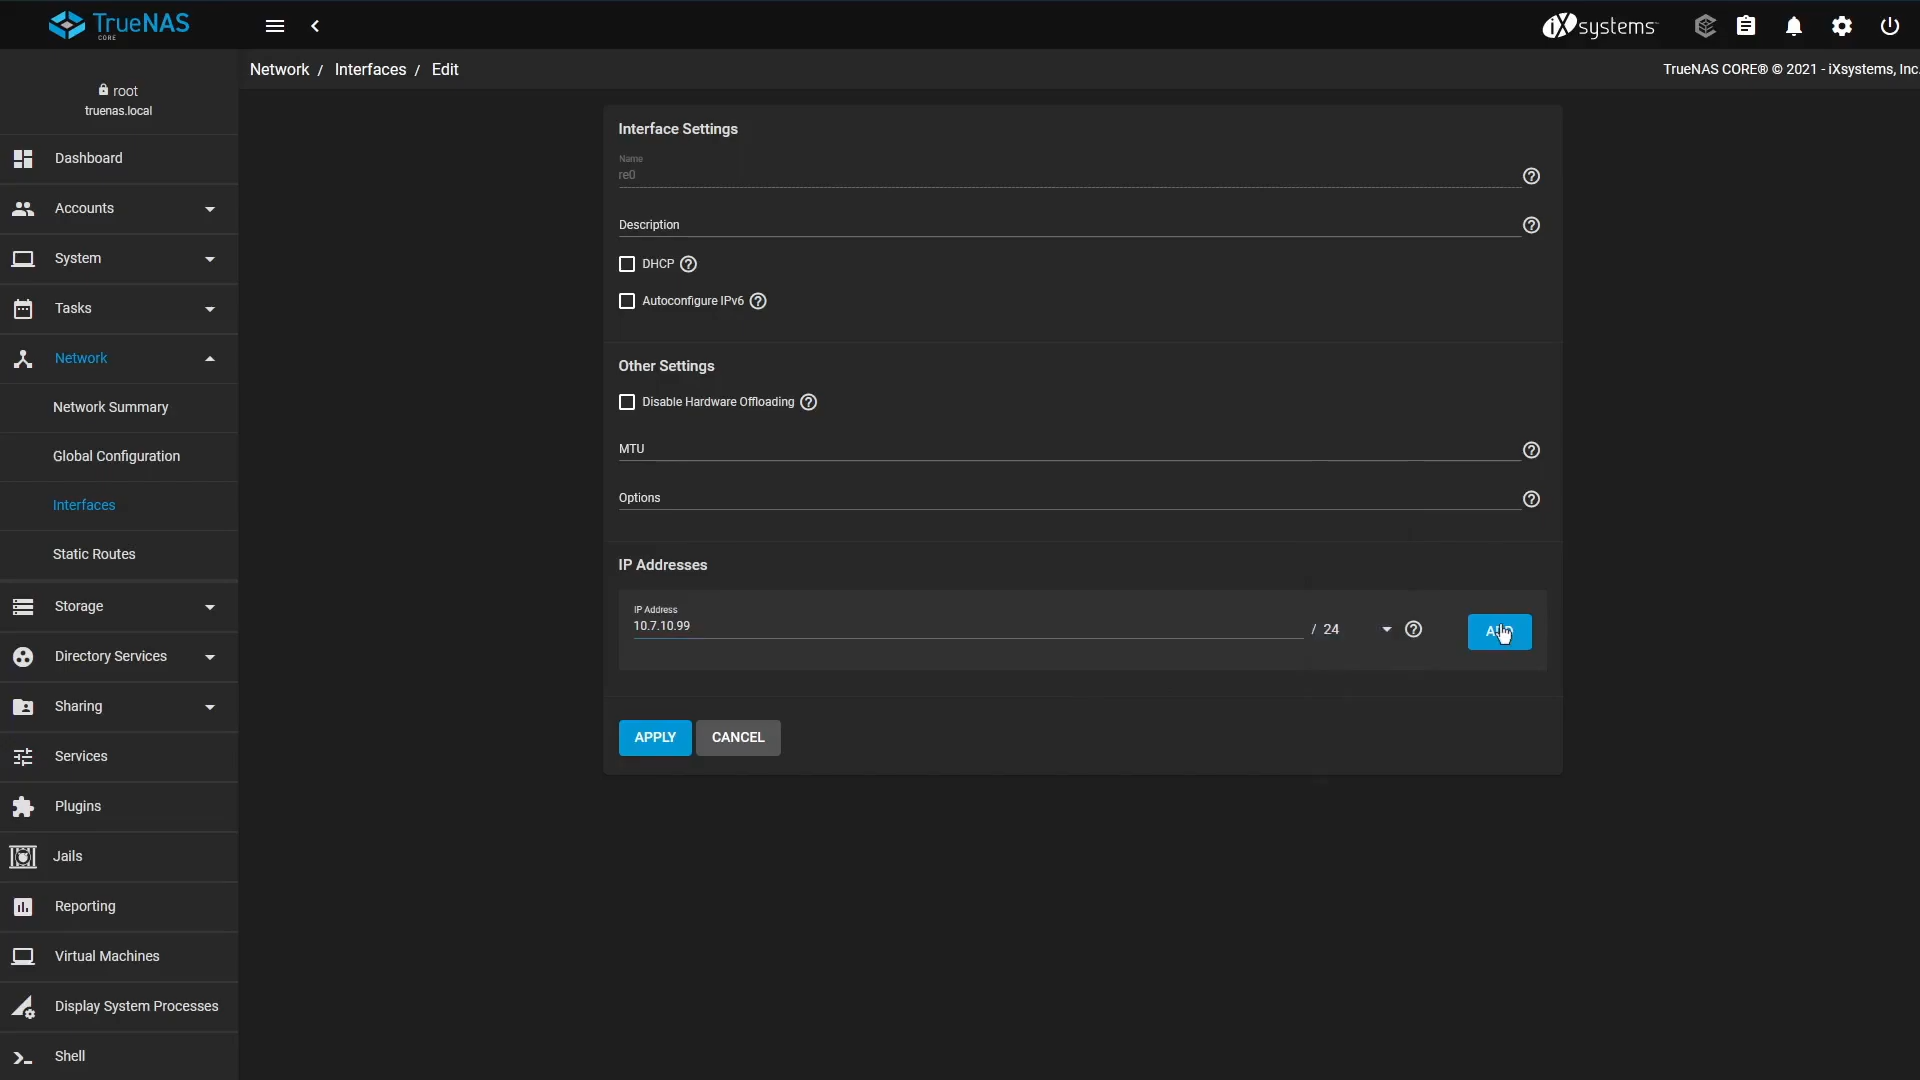 TrueNAS
CORE
iXsystems
Network / Interfaces / Edit
TrueNAS CORE® © 2021 - iXsystems, Inc.
root
truenas.local
Dashboard
Accounts
System
Tasks
Network
Network Summary
Global Configuration
Interfaces
Static Routes
Storage
Directory Services
Sharing
Services
Plugins
Jails
Reporting
Virtual Machines
Display System Processes
Shell
Interface Settings
Name
re0
Description
DHCP
Autoconfigure IPv6
Other Settings
Disable Hardware Offloading
MTU
Options
IP Addresses
IP Address
10.7.10.99 / 24
APPLY CANCEL